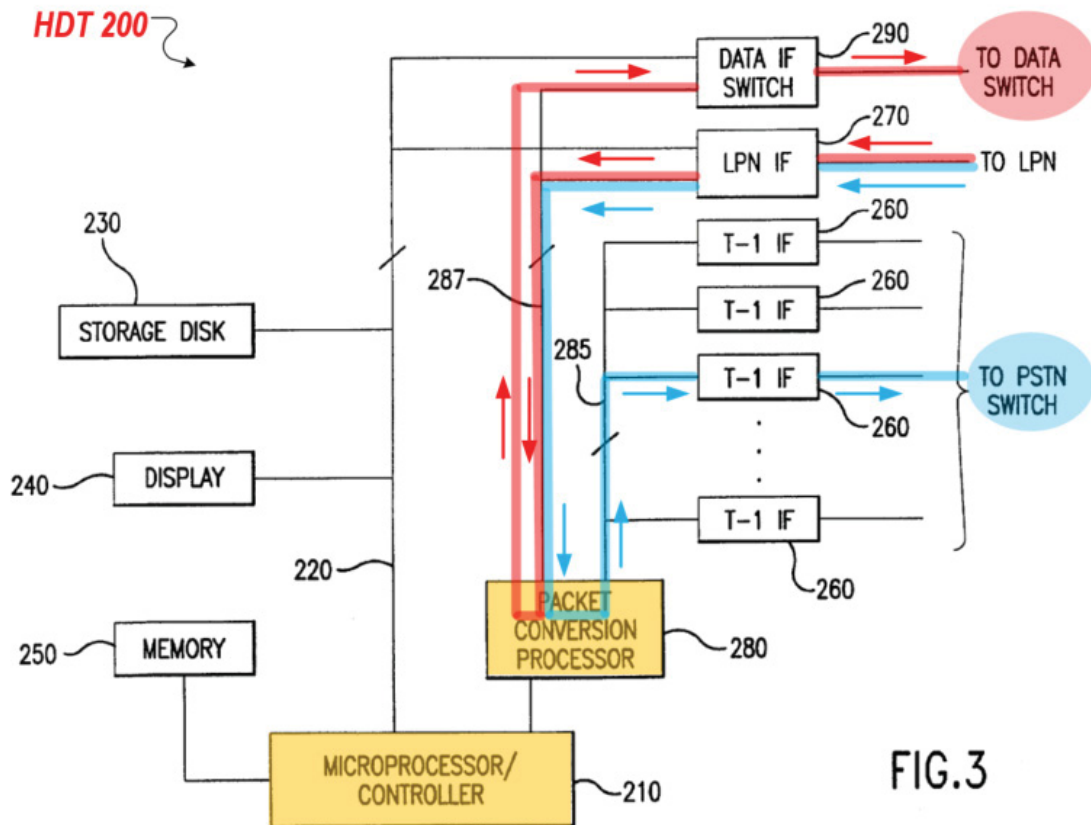 HDT 200
290
DATA IF
SWITCH
TO DATA
SWITCH
270
LPN IF
TO LPN
260
T-1 IF
230
STORAGE DISK
287
260
T-1 IF
285
T-1 IF
260
TO PSTN
SWITCH
240
DISPLAY
220
T-1 IF
260
250
MEMORY
PACKET
CONVERSION
PROCESSOR
280
MICROPROCESSOR/
CONTROLLER
210
FIG.3